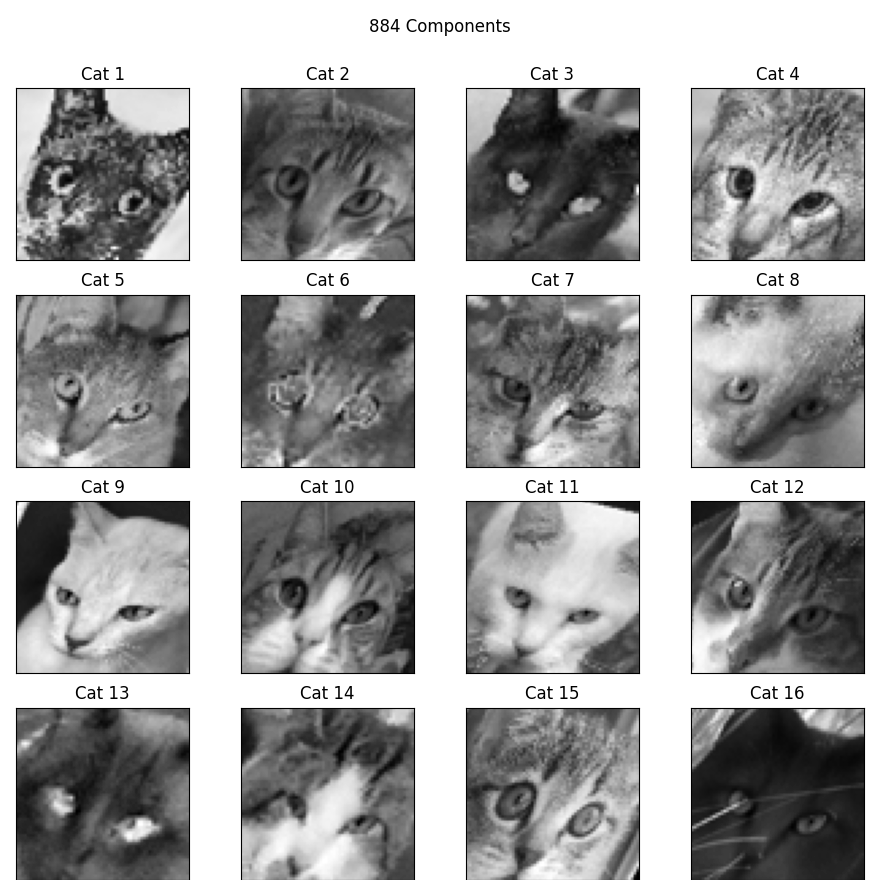 884 Components
Cat 1 Cat 2 Cat 3 Cat 4
Cat 5 Cat 6 Cat 7 Cat 8
Cat 9 Cat 10 Cat 11 Cat 12
Cat 13 Cat 14 Cat 15 Cat 16